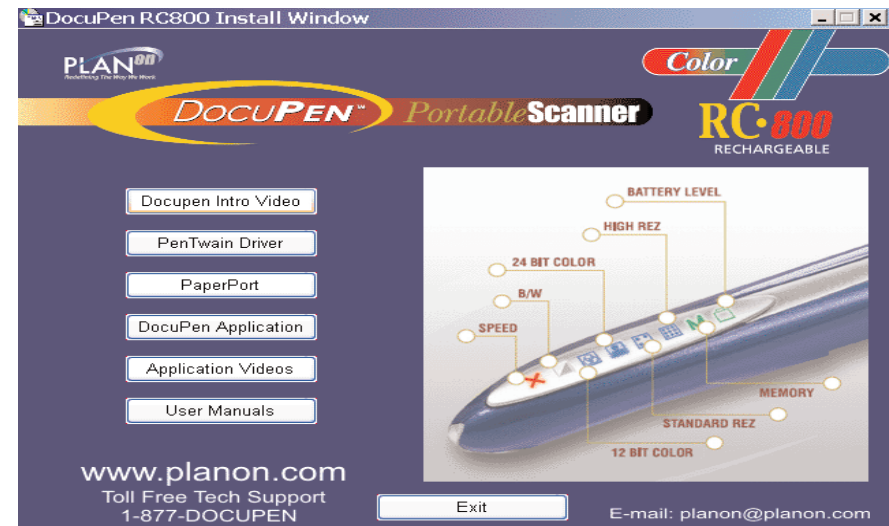 DocuPen RC800 Install Window
PLANon
Redefining The Way We Work
Color
DOCUPEN™ PortableScanner
RC·800
RECHARGEABLE
Docupen Intro Video
PenTwain Driver
PaperPort
DocuPen Application
Application Videos
User Manuals
BATTERY LEVEL
HIGH REZ
24 BIT COLOR
B/W
SPEED
MEMORY
STANDARD REZ
12 BIT COLOR
www.planon.com
Toll Free Tech Support
1-877-DOCUPEN
Exit
E-mail: planon@planon.com